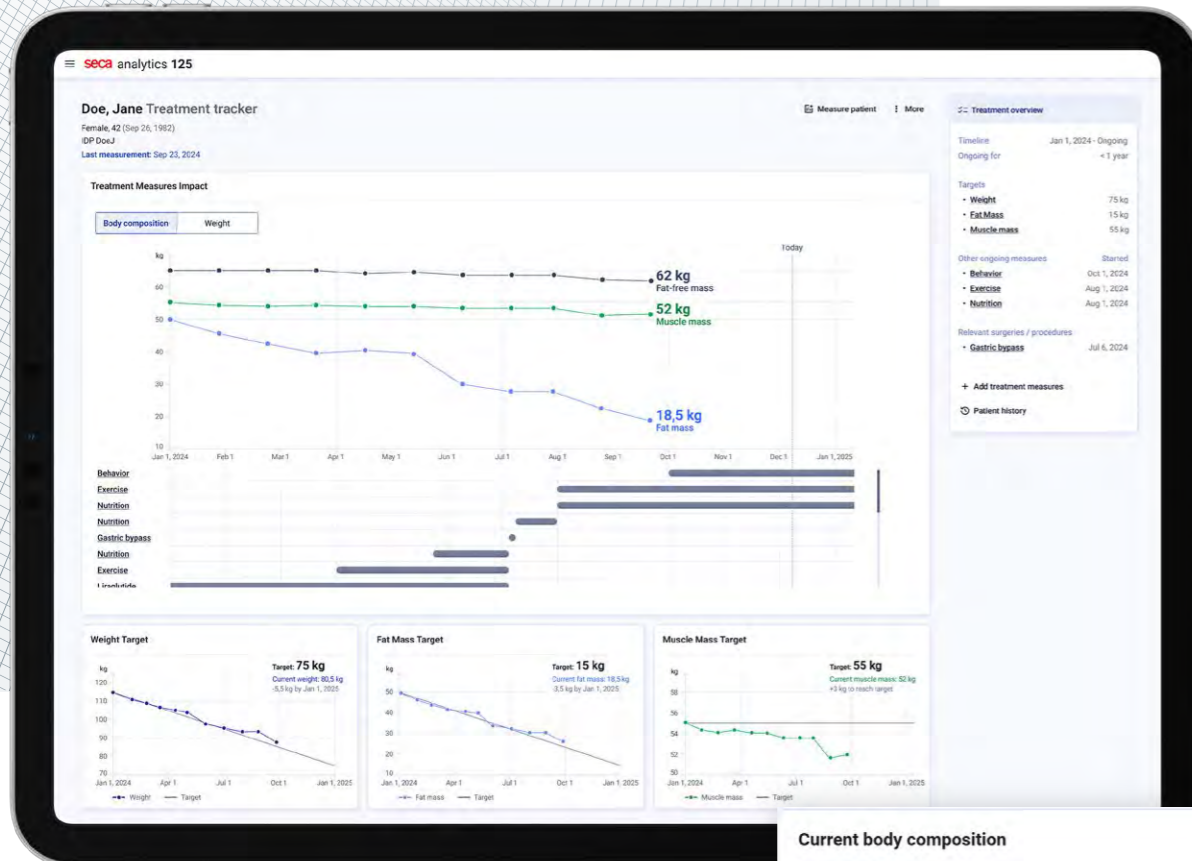 seca analytics 125
Doe, Jane Treatment tracker
Measure patient
More
Female, 42 (Sep 26, 1982)
IDP DoeJ
Last measurement: Sep 23, 2024
Treatment Measures Impact
Body composition Weight
Today
kg
60
50
40
30
20
10
62 kg
Fat-free mass
52 kg
Muscle mass
18,5 kg
Fat mass
Jan 1, 2024 Feb 1 Mar 1 Apr 1 May 1 Jun 1 Jul 1 Aug 1 Sep 1 Oct 1 Nov 1 Dec 1 Jan 1, 2025
Behavior
Exercise
Nutrition
Nutrition
Gastric bypass
Nutrition
Exercise
Liraglutide
Treatment overview
Timeline Jan 1, 2024 - Ongoing
Ongoing for < 1 year
Targets
• Weight 75 kg
• Fat Mass 15 kg
• Muscle mass 55 kg
Other ongoing measures Starred
• Behavior Oct 1, 2024
• Exercise Aug 1, 2024
• Nutrition Aug 1, 2024
Relevant surgeries / procedures
• Gastric bypass Jul 6, 2024
+ Add treatment measures
Patient history
Weight Target
kg
120
110
100
90
80
70
Target: 75 kg
Current weight: 80,5 kg
-5,5 kg by Jan 1, 2025
Jan 1, 2024 Apr 1 Jul 1 Oct 1 Jan 1, 2025
Weight Target
Fat Mass Target
kg
50
40
30
20
10
Target: 15 kg
Current fat mass: 18,5 kg
-3,5 kg by Jan 1, 2025
Jan 1, 2024 Apr 1 Jul 1 Oct 1 Jan 1, 2025
Fat mass Target
Muscle Mass Target
kg
58
56
54
52
50
Target: 55 kg
Current muscle mass: 52 kg
+3 kg to reach target
Jan 1, 2024 Apr 1 Jul 1 Oct 1 Jan 1, 2025
Muscle mass Target
Current body composition